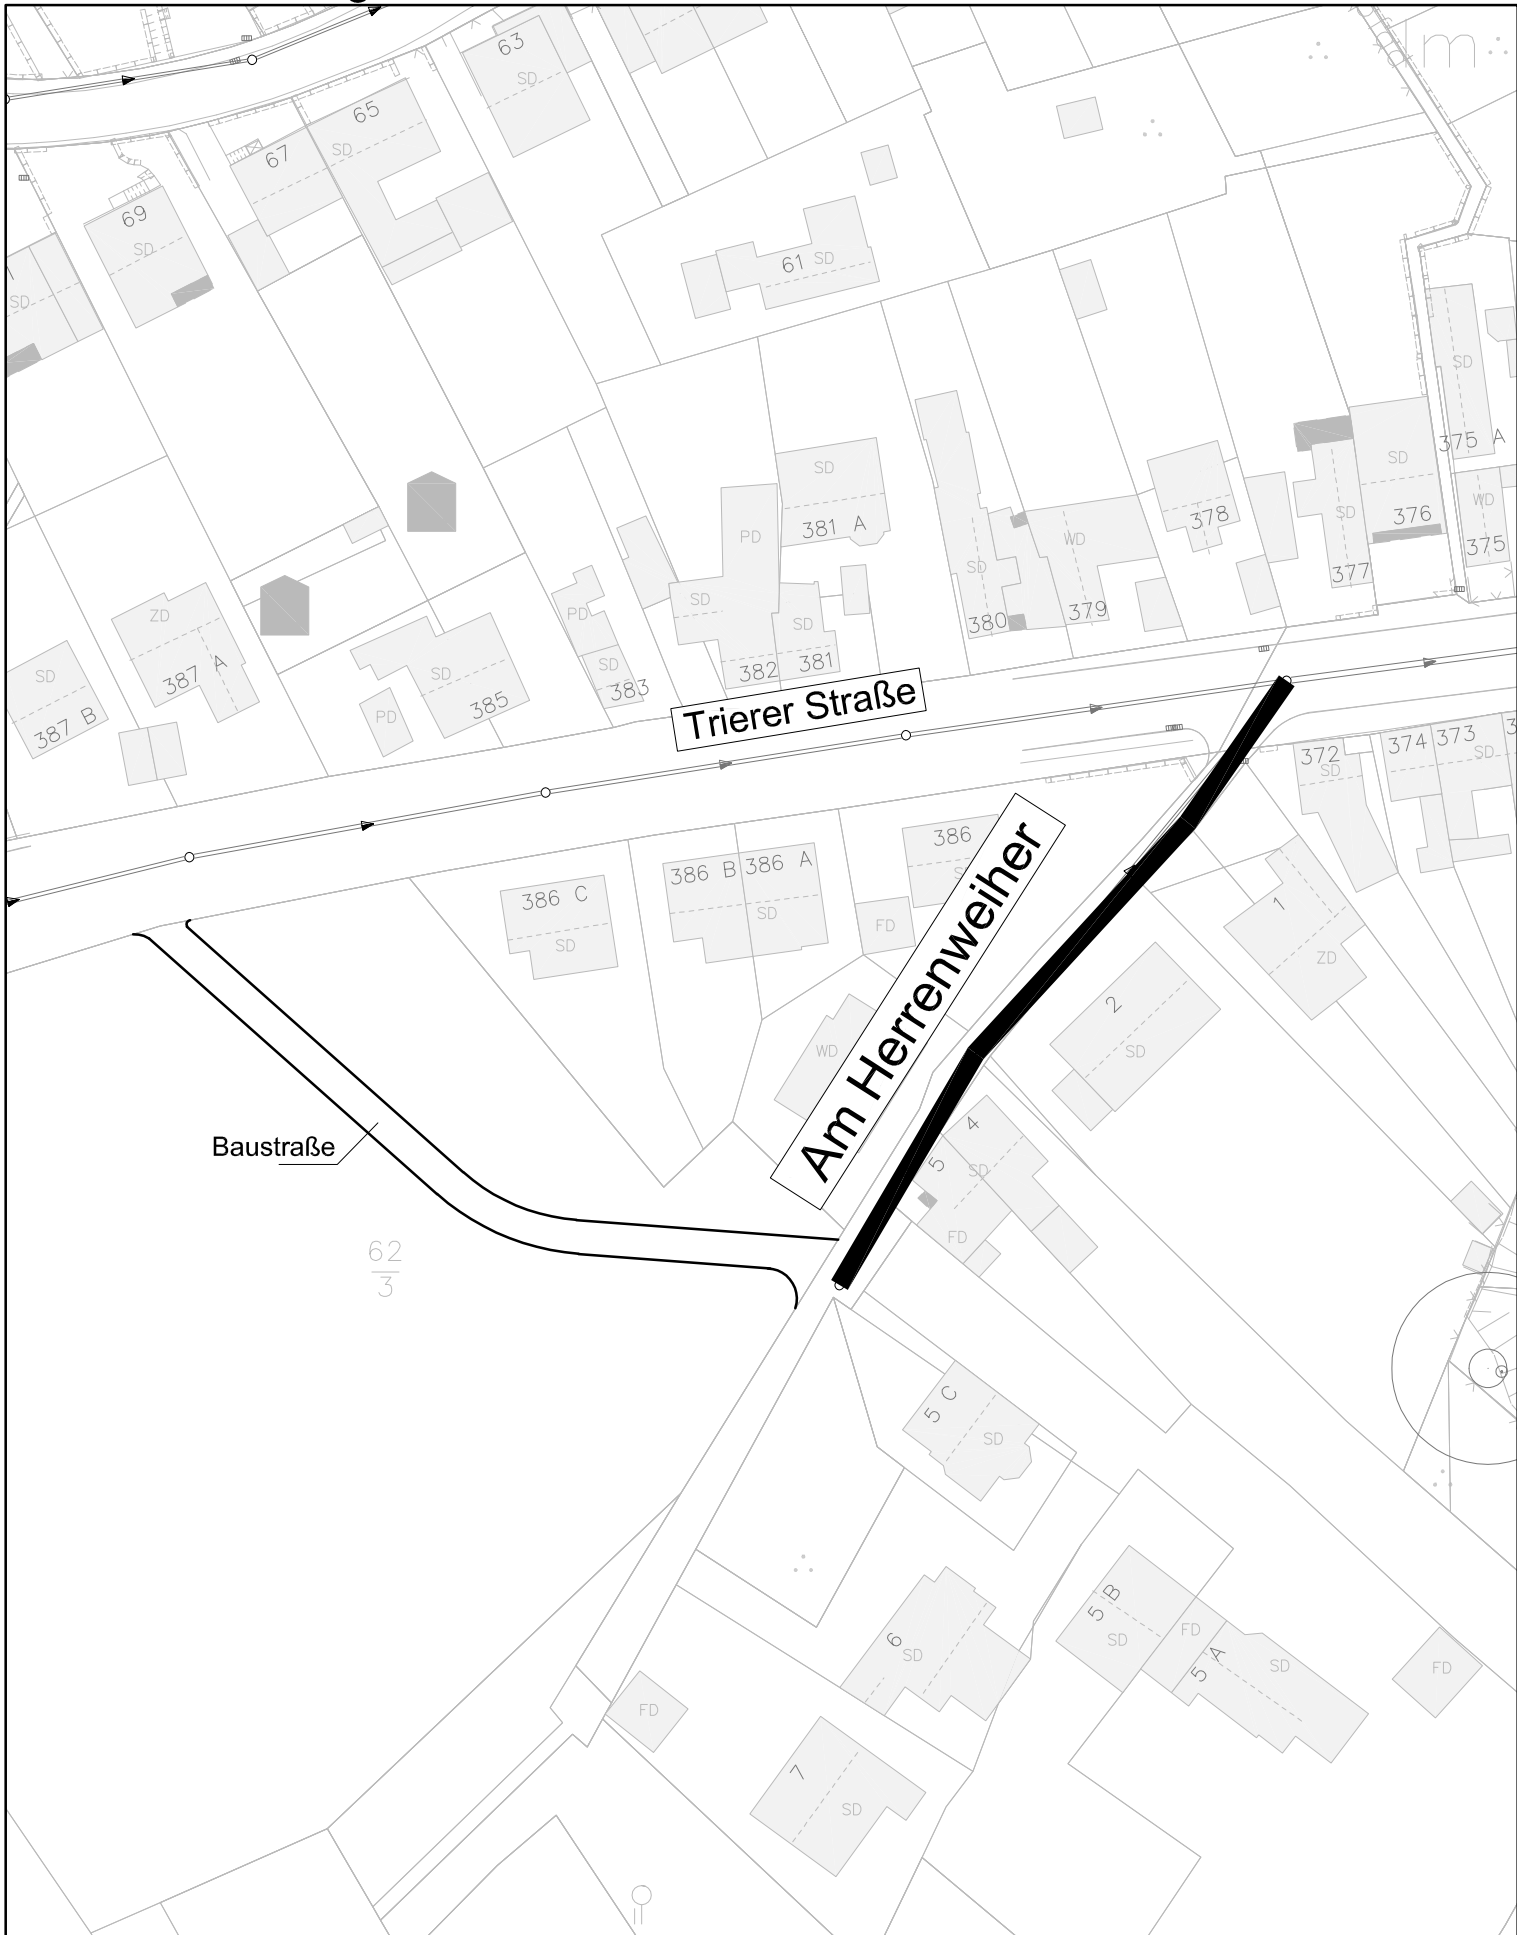 63
SD
65
SD
67
69
SD
SD
61
SD
SD
375 A
SD
376
SD
377
WD
375
378
WD
379
SD
380
SD
381 A
PD
SD
382
SD
381
PD
SD
383
SD
385
PD
ZD
387 A
SD
387 B
Trierer Straße
372
SD
374
373
SD
386 C
SD
386 B
386 A
SD
386
FD
WD
Am Herrenweiher
1
ZD
2
SD
4
5
SD
FD
Baustraße
62
3
5 C
SD
5 B
SD
FD
5 A
SD
FD
6
SD
FD
7
SD